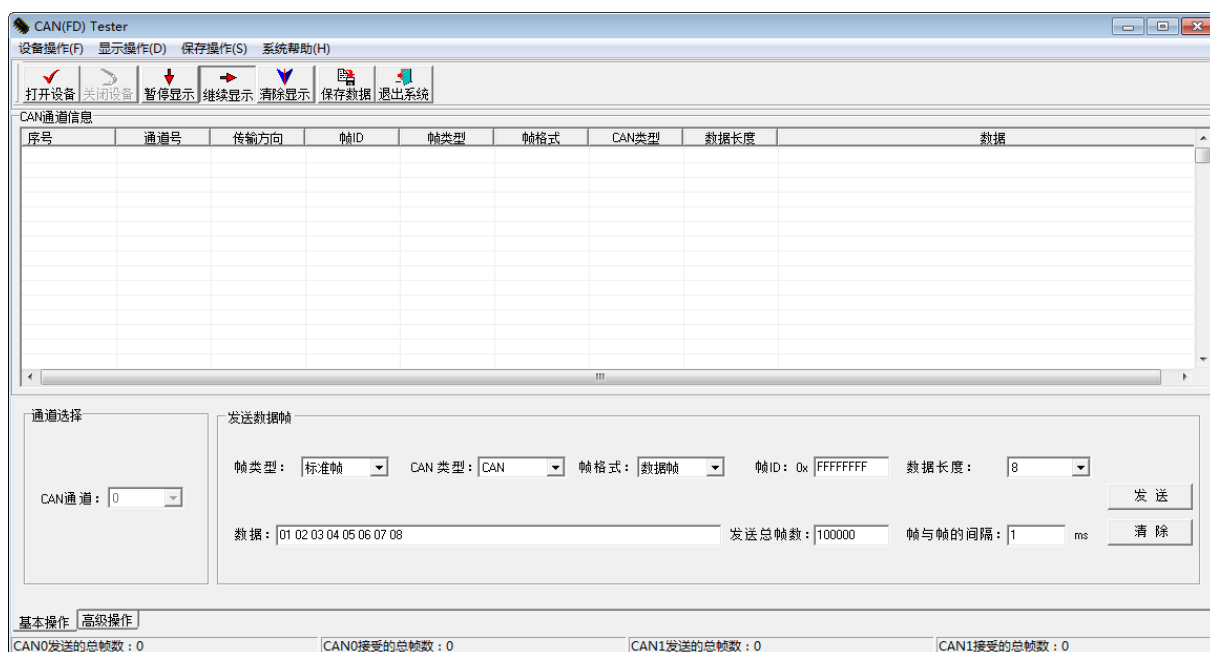 CAN(FD) Tester
设备操作(F) 显示操作(D) 保存操作(S) 系统帮助(H)
打开设备 关闭设备 暂停显示 继续显示 清除显示 保存数据 退出系统
CAN通道信息
序号 通道号 传输方向 帧ID 帧类型 帧格式 CAN类型 数据长度 数据
通道选择 发送数据帧
帧类型: 标准帧 CAN 类型: CAN 帧格式: 数据帧 帧ID: 0x FFFFFFFF 数据长度: 8
CAN通道: 0 发 送
数据: 01 02 03 04 05 06 07 08 发送总帧数: 100000 帧与帧的间隔: 1 ms 清 除
基本操作 高级操作
CAN0发送的总帧数:0 CAN0接受的总帧数:0 CAN1发送的总帧数:0 CAN1接受的总帧数:0